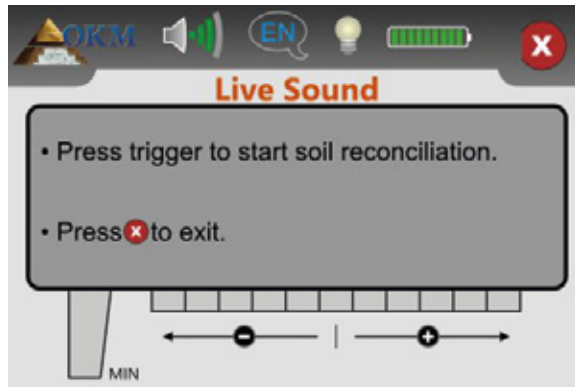 OKM
EN
X
Live Sound
• Press trigger to start soil reconciliation.
• Press x to exit.
MIN